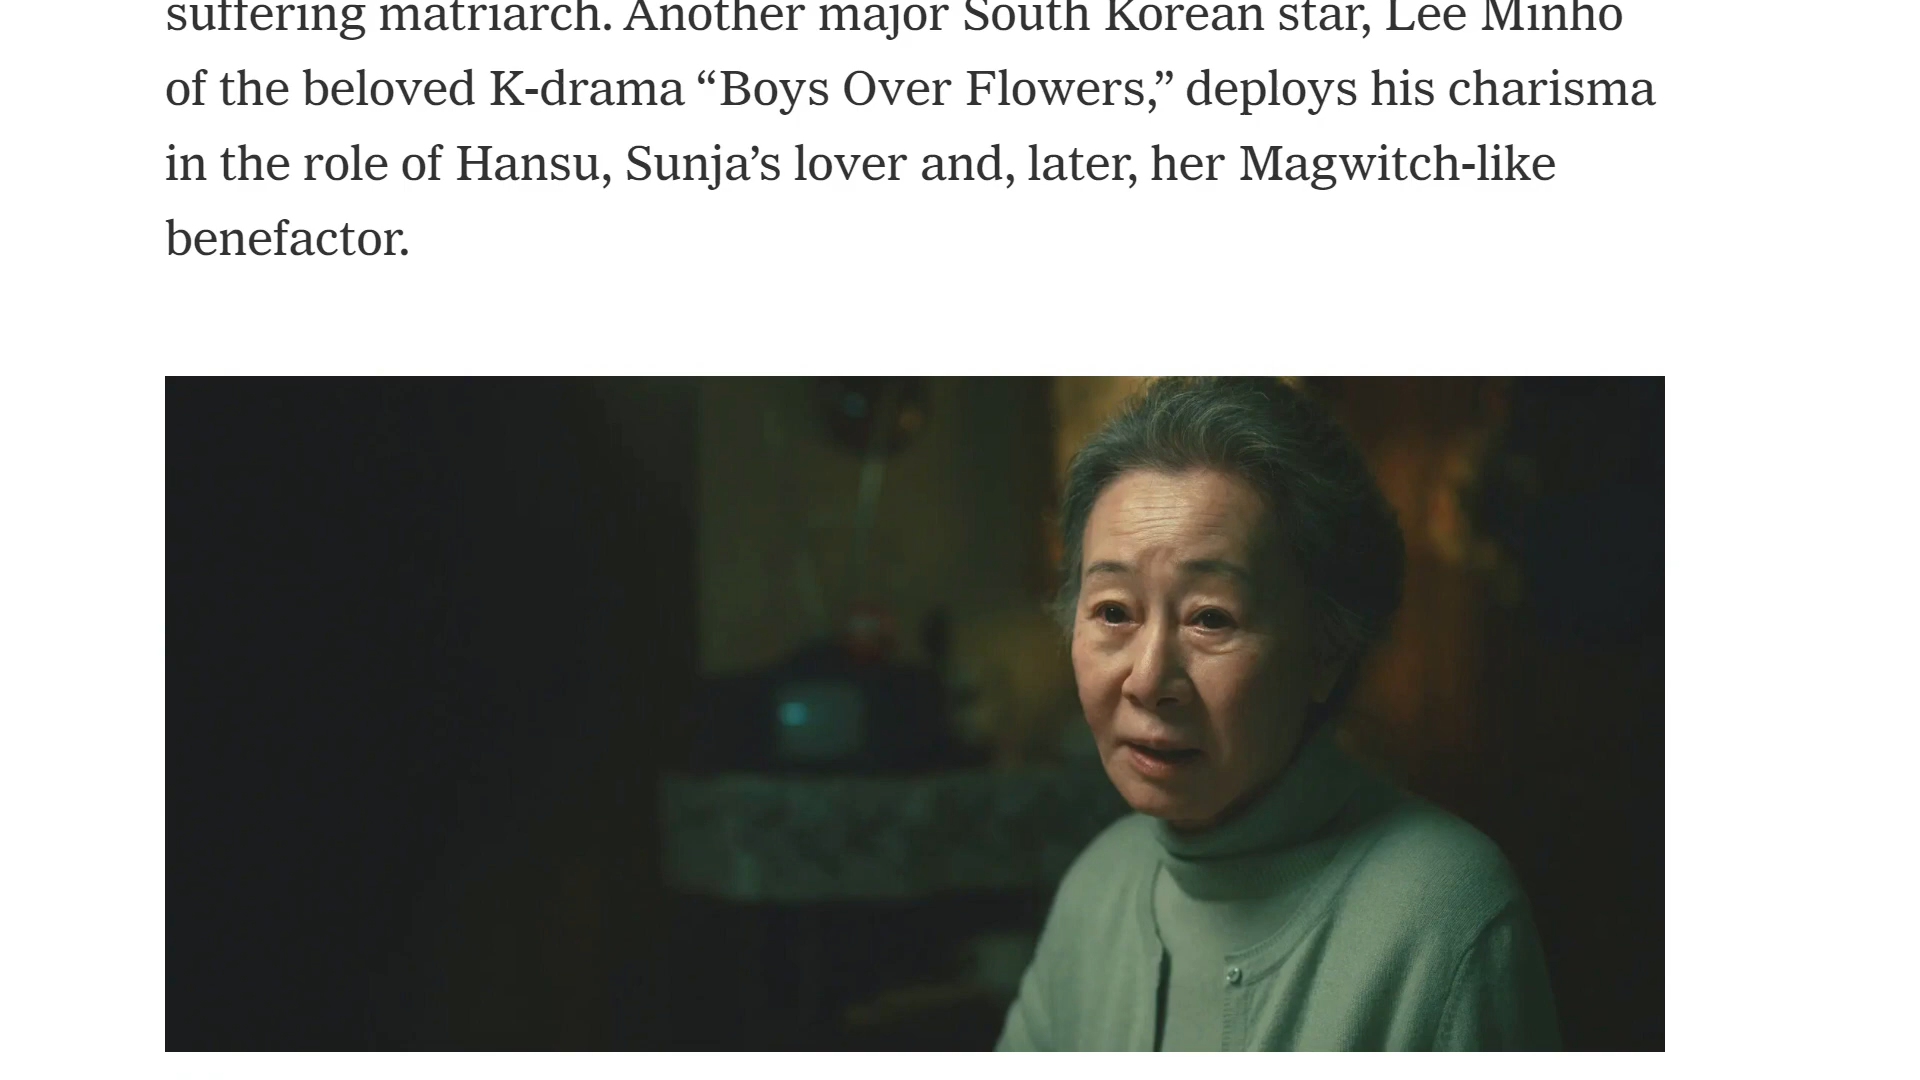 suffering matriarch. Another major South Korean star, Lee Minho
of the beloved K-drama “Boys Over Flowers,” deploys his charisma
in the role of Hansu, Sunja’s lover and, later, her Magwitch-like
benefactor.